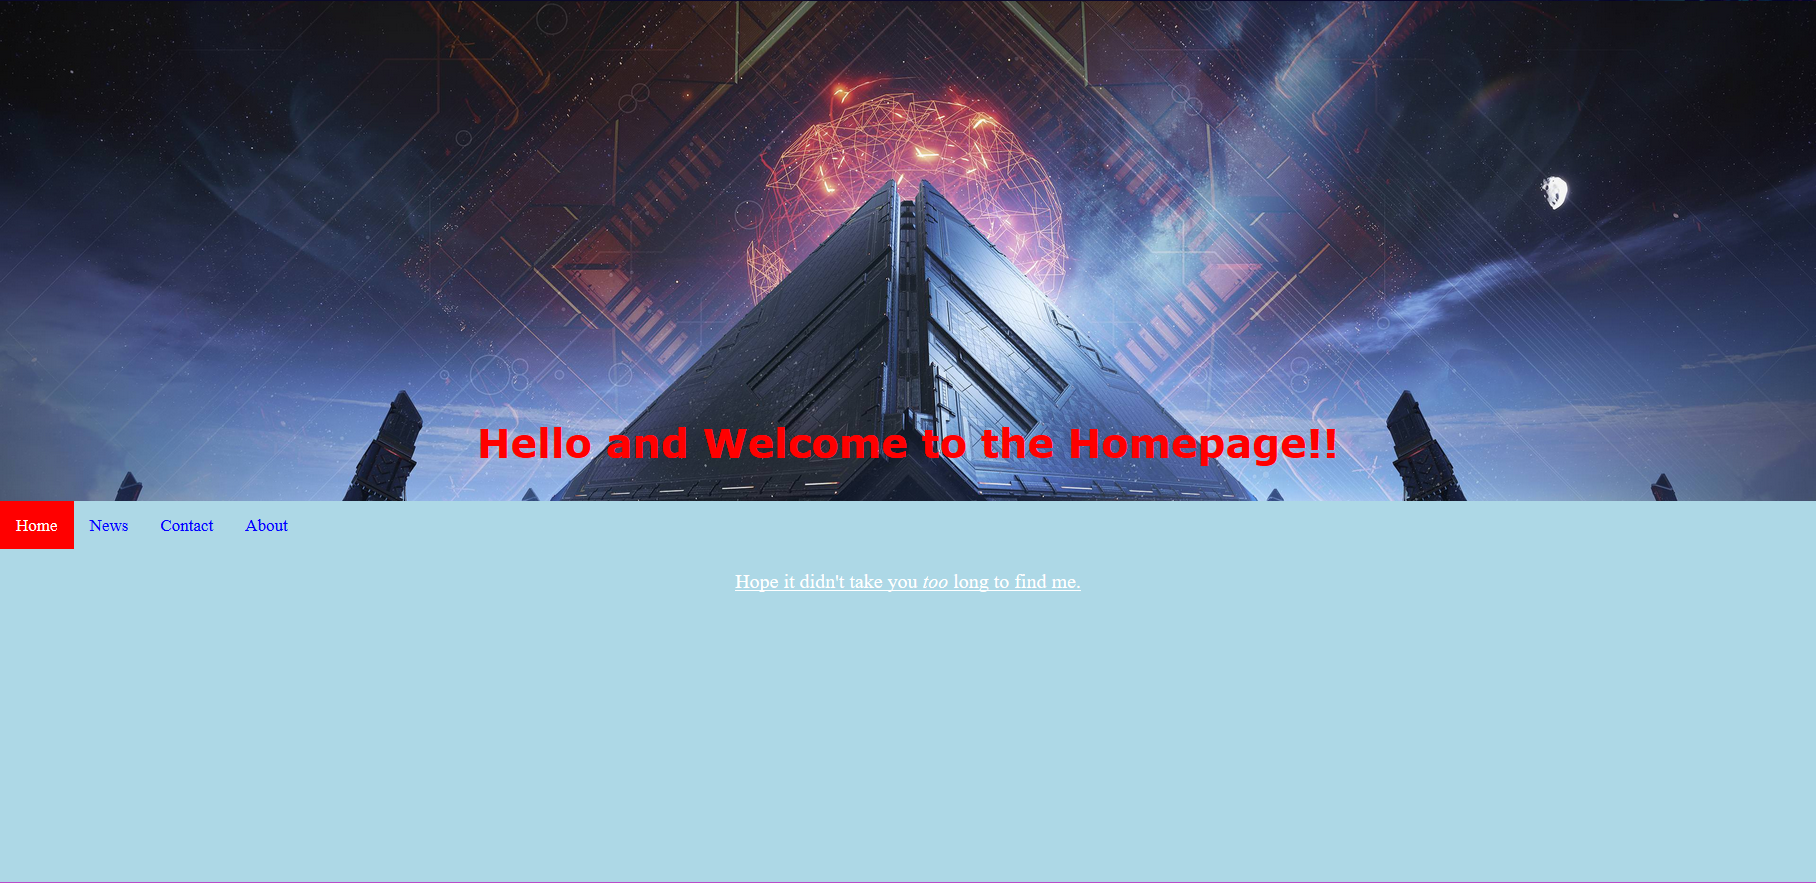 Hello and Welcome to the Homepage!!
Home News Contact About
Hope it didn't take you too long to find me.